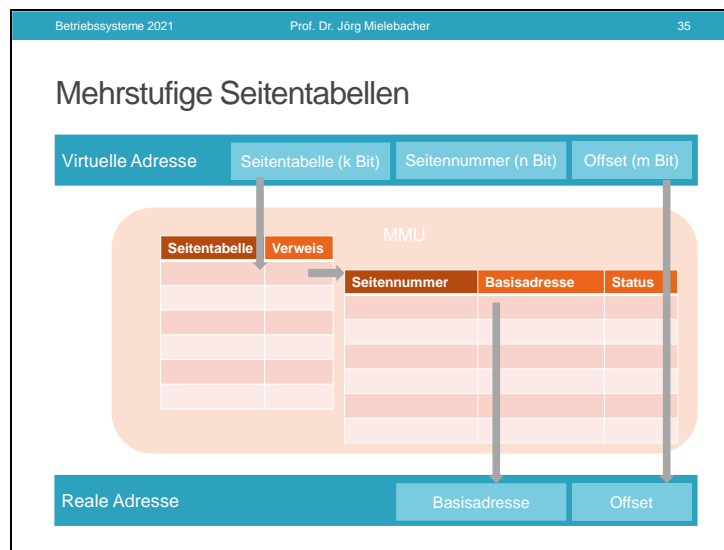 Betriebssysteme 2021 Prof. Dr. Jörg Mielebacher 35
Mehrstufige Seitentabellen
Virtuelle Adresse Seitentabelle (k Bit) Seitennummer (n Bit) Offset (m Bit)
MMU
Seitentabelle Verweis
Seitennummer Basisadresse Status
Reale Adresse Basisadresse Offset